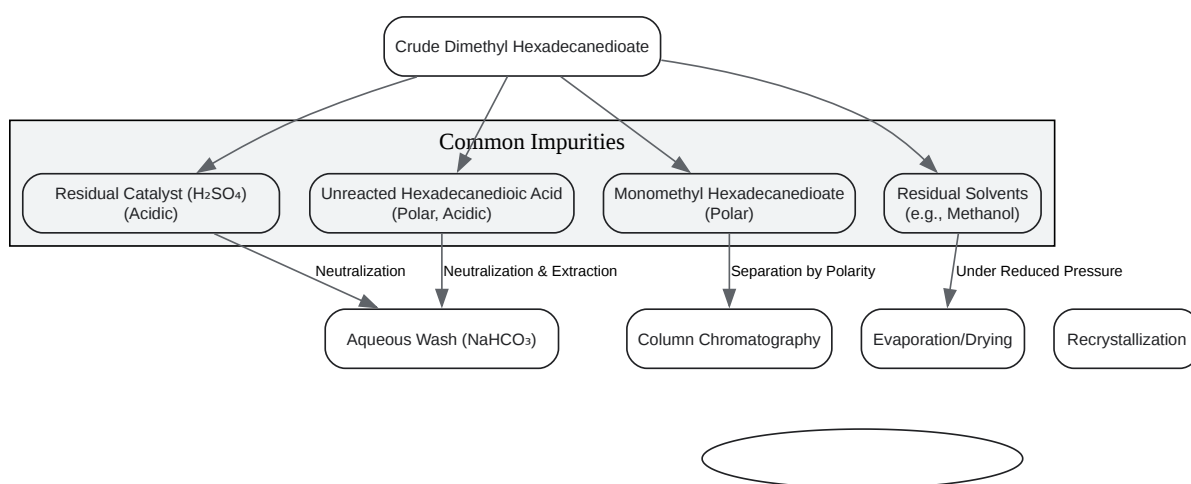 Crude Dimethyl Hexadecanedioate
Common Impurities
Residual Catalyst (H₂SO₄)
(Acidic)
Unreacted Hexadecanedioic Acid
(Polar, Acidic)
Monomethyl Hexadecanedioate
(Polar)
Residual Solvents
(e.g., Methanol)
Neutralization
Neutralization & Extraction
Separation by Polarity
Under Reduced Pressure
Aqueous Wash (NaHCO₃)
Column Chromatography
Evaporation/Drying
Recrystallization